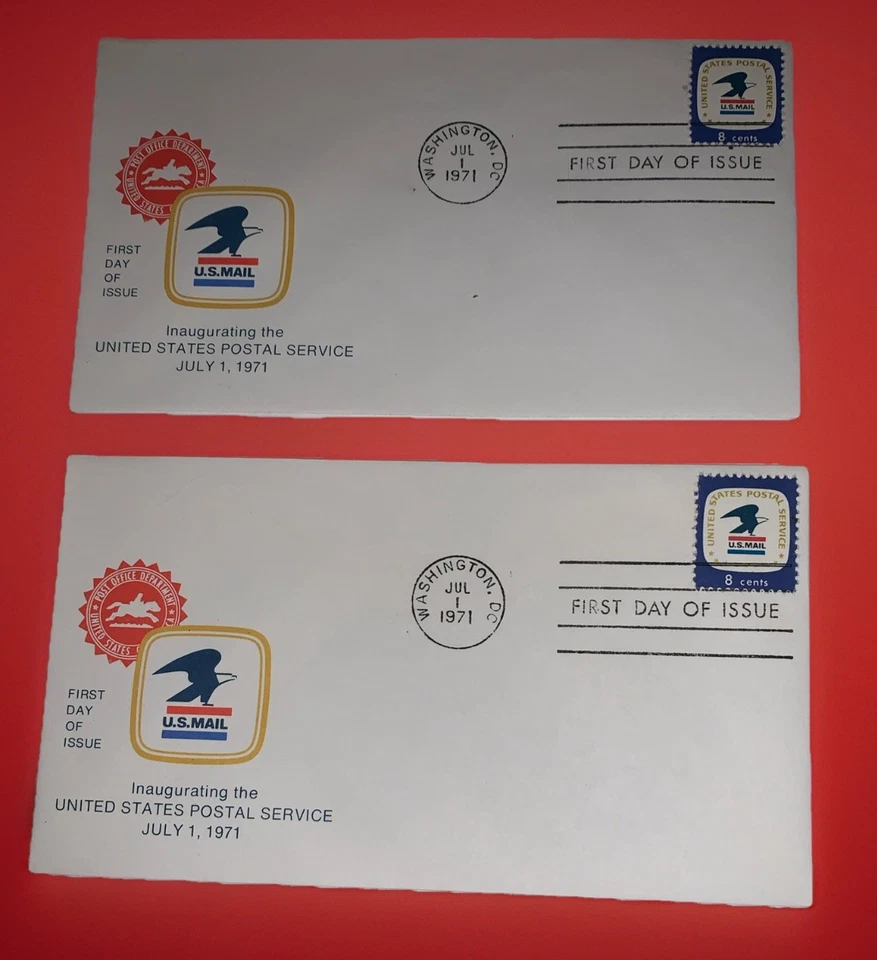 UNITED STATES POSTAL SERVICE
U.S. MAIL
8 cents
WASHINGTON, DC
JUL
1
1971
FIRST DAY OF ISSUE
POST OFFICE DEPARTMENT
UNITED STATES
FIRST
DAY
OF
ISSUE
U.S.MAIL
Inaugurating the
UNITED STATES POSTAL SERVICE
JULY 1, 1971
UNITED STATES POSTAL SERVICE
U.S. MAIL
8 cents
WASHINGTON, DC
JUL
1
1971
FIRST DAY OF ISSUE
POST OFFICE DEPARTMENT
UNITED STATES
FIRST
DAY
OF
ISSUE
U.S.MAIL
Inaugurating the
UNITED STATES POSTAL SERVICE
JULY 1, 1971